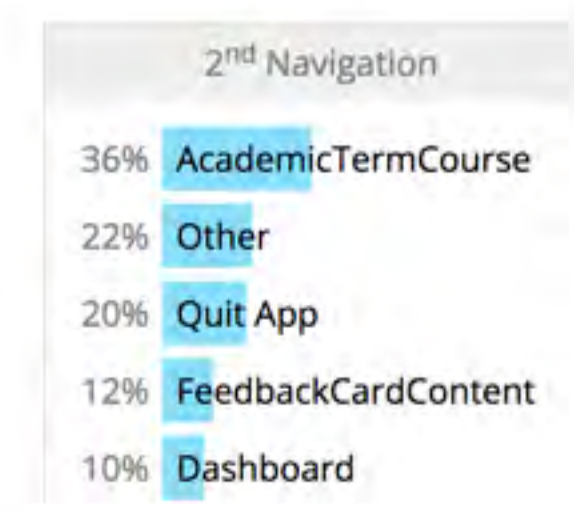 2nd Navigation
36% AcademicTermCourse
22% Other
20% Quit App
12% FeedbackCardContent
10% Dashboard